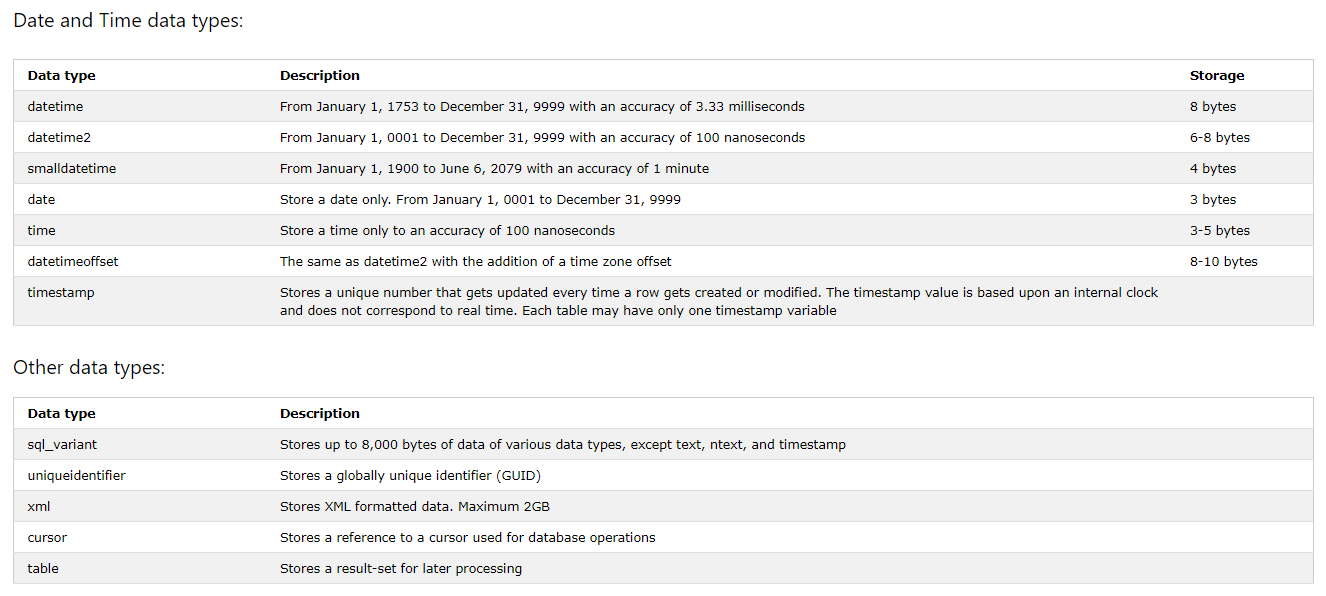 Date and Time data types:
Data type Description Storage
datetime From January 1, 1753 to December 31, 9999 with an accuracy of 3.33 milliseconds 8 bytes
datetime2 From January 1, 0001 to December 31, 9999 with an accuracy of 100 nanoseconds 6-8 bytes
smalldatetime From January 1, 1900 to June 6, 2079 with an accuracy of 1 minute 4 bytes
date Store a date only. From January 1, 0001 to December 31, 9999 3 bytes
time Store a time only to an accuracy of 100 nanoseconds 3-5 bytes
datetimeoffset The same as datetime2 with the addition of a time zone offset 8-10 bytes
timestamp Stores a unique number that gets updated every time a row gets created or modified. The timestamp value is based upon an internal clock
and does not correspond to real time. Each table may have only one timestamp variable
Other data types:
Data type Description
sql_variant Stores up to 8,000 bytes of data of various data types, except text, ntext, and timestamp
uniqueidentifier Stores a globally unique identifier (GUID)
xml Stores XML formatted data. Maximum 2GB
cursor Stores a reference to a cursor used for database operations
table Stores a result-set for later processing